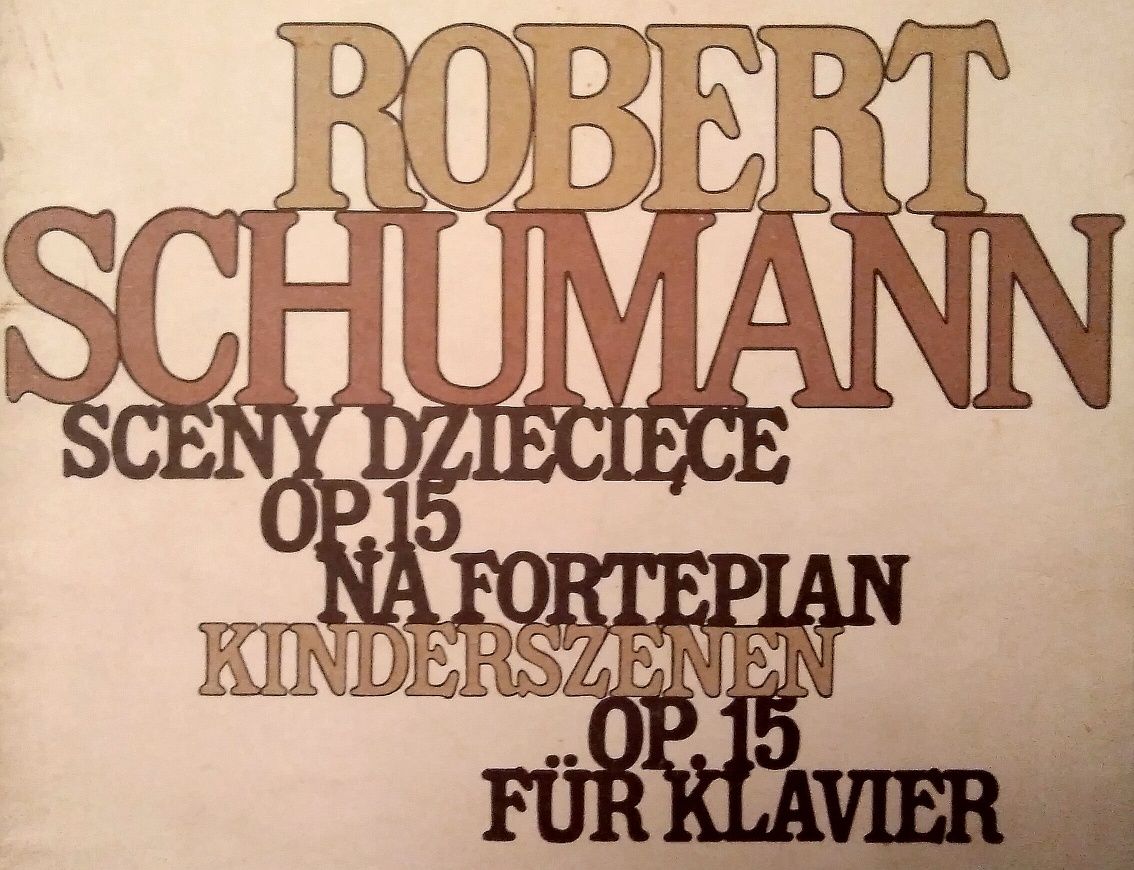 ROBERT
SCHUMANN
SCENY DZIECIĘCE
OP. 15
NA FORTEPIAN
KINDERSZENEN
OP. 15
FÜR KLAVIER